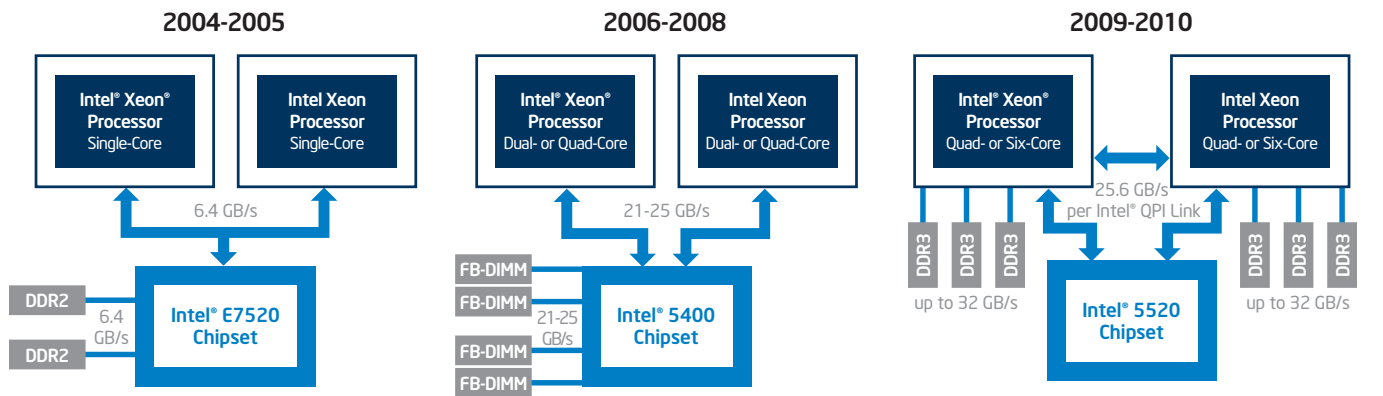 2004-2005
Intel® Xeon®
Processor
Single-Core
Intel Xeon
Processor
Single-Core
6.4 GB/s
DDR2
DDR2
6.4
GB/s
Intel® E7520
Chipset
2006-2008
Intel® Xeon®
Processor
Dual- or Quad-Core
Intel Xeon
Processor
Dual- or Quad-Core
21-25 GB/s
FB-DIMM
FB-DIMM
FB-DIMM
FB-DIMM
21-25
GB/s
Intel® 5400
Chipset
2009-2010
Intel® Xeon®
Processor
Quad- or Six-Core
Intel Xeon
Processor
Quad- or Six-Core
25.6 GB/s
per Intel® QPI Link
DDR3
DDR3
DDR3
up to 32 GB/s
DDR3
DDR3
DDR3
up to 32 GB/s
Intel® 5520
Chipset